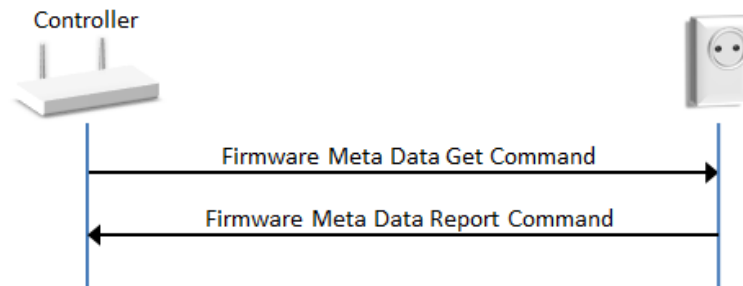 Controller
Firmware Meta Data Get Command
Firmware Meta Data Report Command